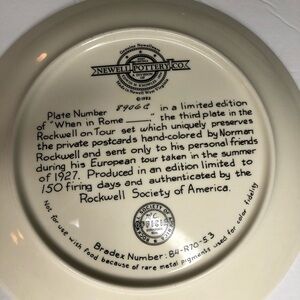 NEWELL POTTERY CO.
©1983
Plate Number 8906C in a limited edition
of "When in Rome ____" the third plate in the
Rockwell on Tour set which uniquely preserves
the private postcards hand-colored by Norman
Rockwell and sent only to his personal friends
during his European tour taken in the summer
of 1927. Produced in an edition limited to
150 firing days and authenticated by the
Rockwell Society of America.
Bradex Number: 84-R70-5.3
Not for use with food because of rare metal pigments used for color fidelity